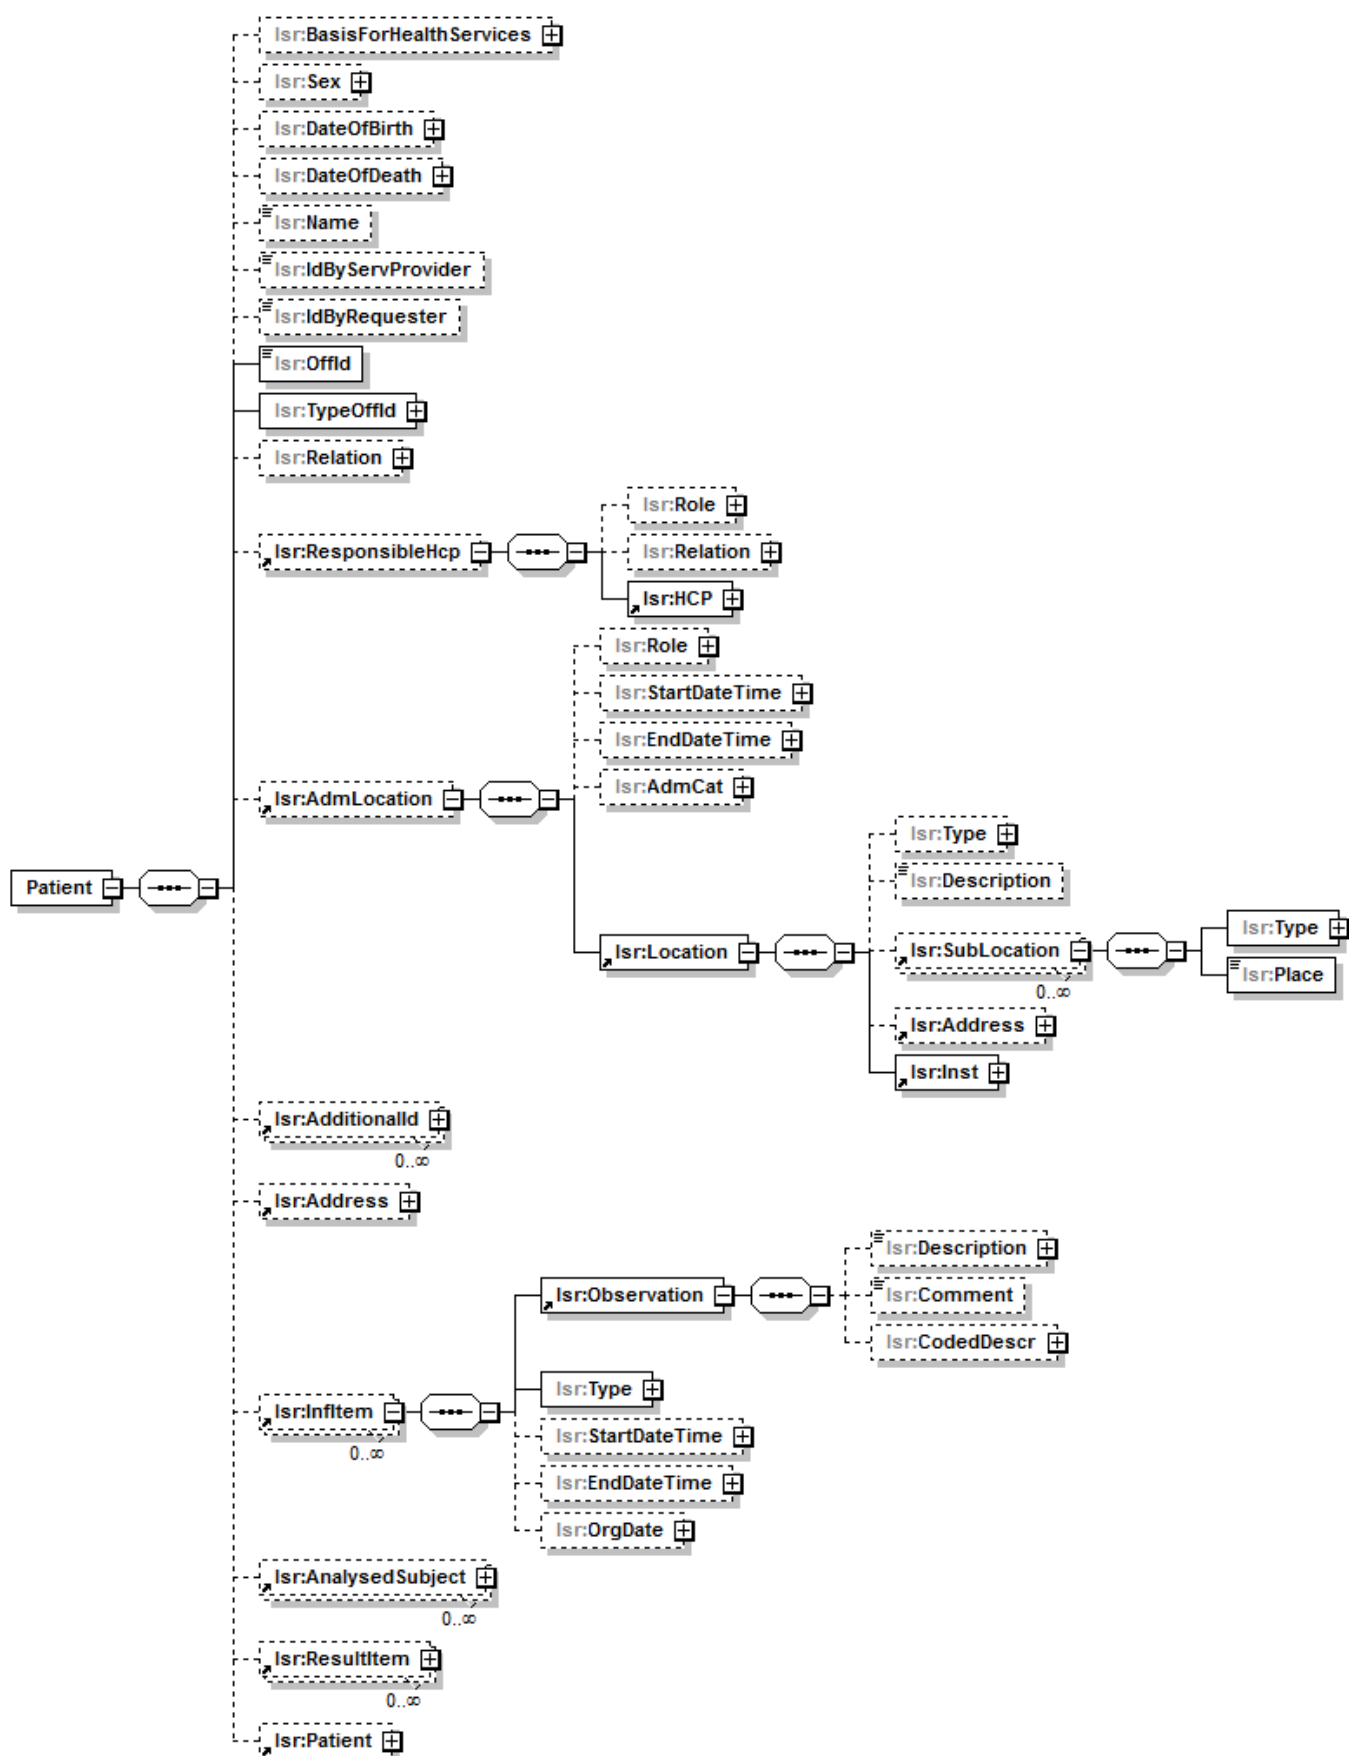 lsr:BasisForHealthServices
lsr:Sex
lsr:DateOfBirth
lsr:DateOfDeath
lsr:Name
lsr:IdByServProvider
lsr:IdByRequester
lsr:OffId
lsr:TypeOffId
lsr:Relation
lsr:Role
lsr:ResponsibleHcp
lsr:Relation
lsr:HCP
lsr:Role
lsr:StartDateTime
lsr:EndDateTime
lsr:AdmCat
lsr:AdmLocation
lsr:Type
Patient
lsr:Description
lsr:Location
lsr:SubLocation
0..∞
lsr:Type
lsr:Place
lsr:Address
lsr:Inst
lsr:AdditionalId
0..∞
lsr:Address
lsr:Description
lsr:Observation
lsr:Comment
lsr:CodedDescr
lsr:Type
lsr:InfItem
0..∞
lsr:StartDateTime
lsr:EndDateTime
lsr:OrgDate
lsr:AnalysedSubject
0..∞
lsr:ResultItem
0..∞
lsr:Patient